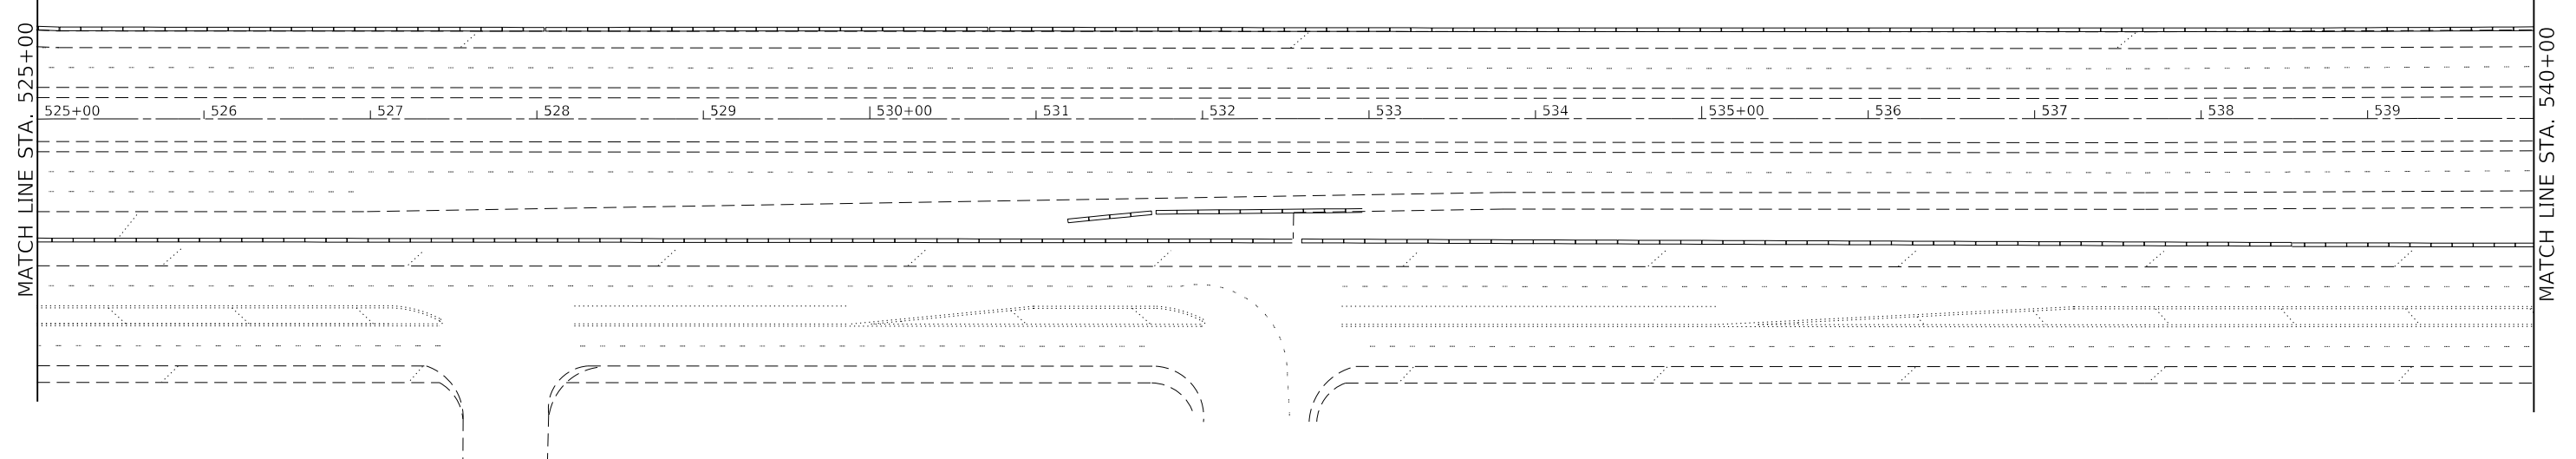 MATCH LINE STA. 525+00
525+00 526 527 528 529 530+00 531 532 533 534 535+00 536 537 538 539
MATCH LINE STA. 540+00